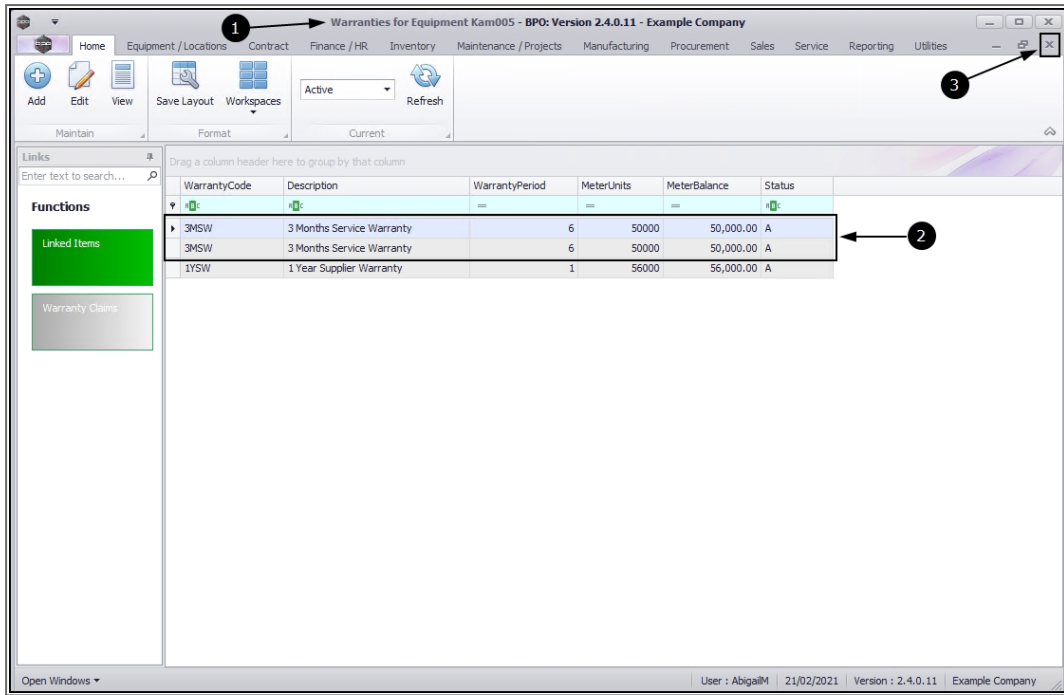 Warranties for Equipment Kam005 - BPO: Version 2.4.0.11 - Example Company
1
Home Equipment / Locations Contract Finance / HR Inventory Maintenance / Projects Manufacturing Procurement Sales Service Reporting Utilities
3
Add Edit View Save Layout Workspaces Active Refresh
Maintain Format Current
Links
Enter text to search...
Drag a column header here to group by that column
WarrantyCode Description WarrantyPeriod MeterUnits MeterBalance Status
Functions
= = =
3MSW 3 Months Service Warranty 6 50000 50,000.00 A
2
Linked Items
3MSW 3 Months Service Warranty 6 50000 50,000.00 A
1YSW 1 Year Supplier Warranty 1 56000 56,000.00 A
Warranty Claims
Open Windows User : AbigailM 21/02/2021 Version : 2.4.0.11 Example Company